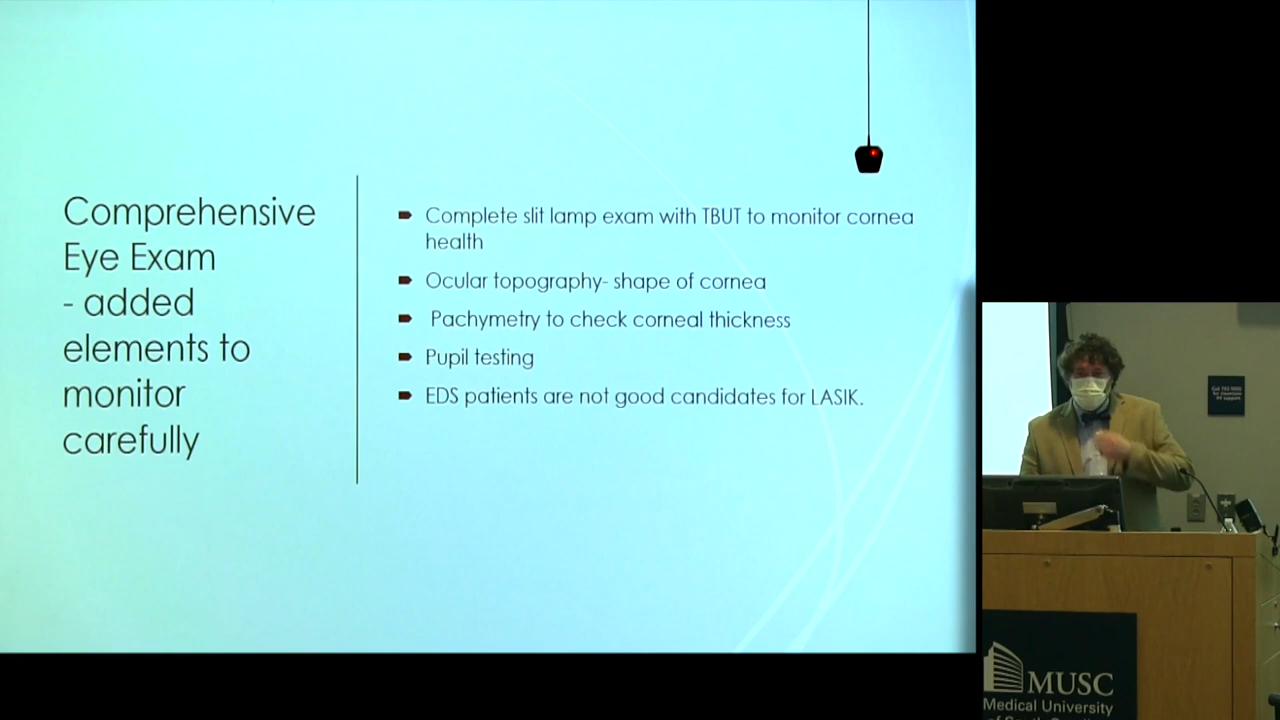 Comprehensive
Eye Exam
- added
elements to
monitor
carefully
Complete slit lamp exam with TBUT to monitor cornea
health
Ocular topography- shape of cornea
Pachymetry to check corneal thickness
Pupil testing
EDS patients are not good candidates for LASIK.
MUSC
Medical University